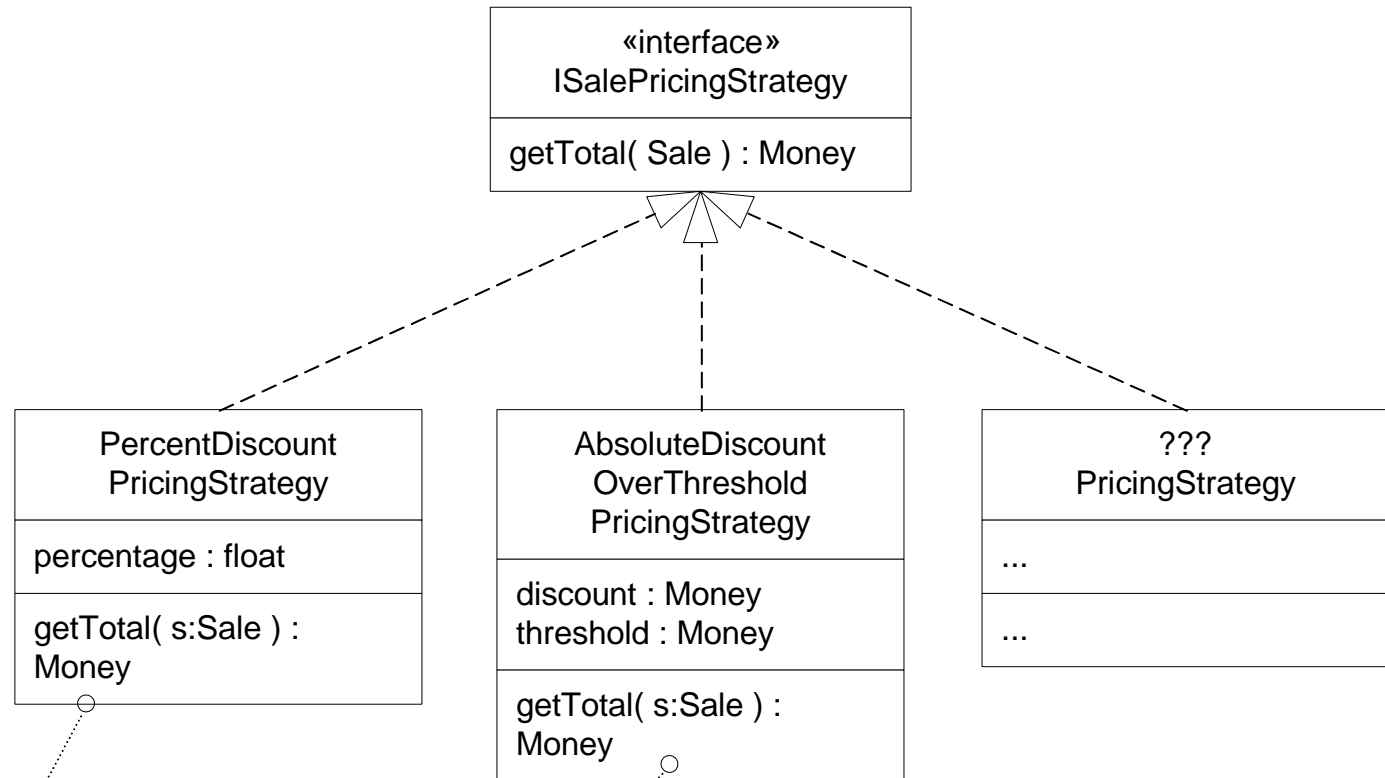 «interface»
ISalePricingStrategy
getTotal( Sale ) : Money
PercentDiscount
PricingStrategy
percentage : float
getTotal( s:Sale ) :
Money
AbsoluteDiscount
OverThreshold
PricingStrategy
discount : Money
threshold : Money
getTotal( s:Sale ) :
Money
???
PricingStrategy
...
...